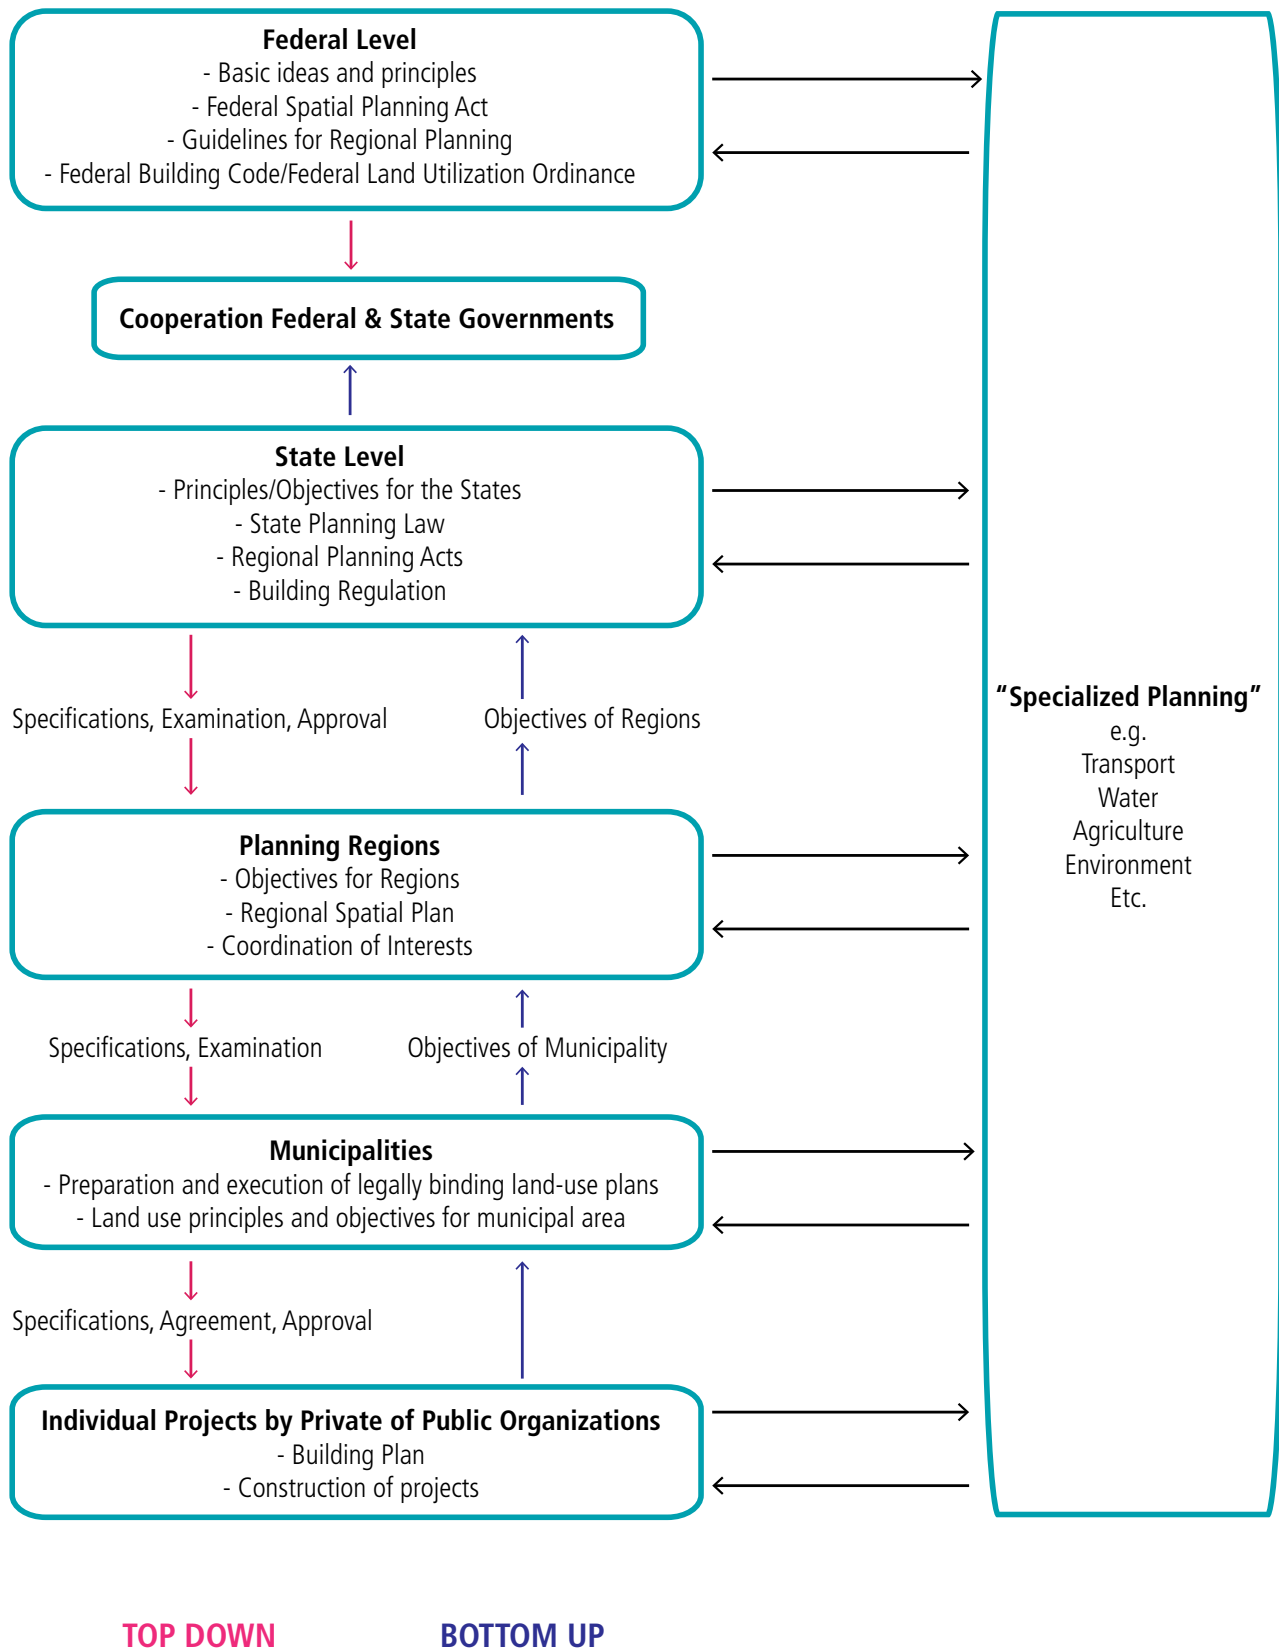 Federal Level
- Basic ideas and principles
- Federal Spatial Planning Act
- Guidelines for Regional Planning
- Federal Building Code/Federal Land Utilization Ordinance
Cooperation Federal & State Governments
State Level
- Principles/Objectives for the States
- State Planning Law
- Regional Planning Acts
- Building Regulation
Specifications, Examination, Approval
Objectives of Regions
Planning Regions
- Objectives for Regions
- Regional Spatial Plan
- Coordination of Interests
Specifications, Examination
Objectives of Municipality
Municipalities
- Preparation and execution of legally binding land-use plans
- Land use principles and objectives for municipal area
Specifications, Agreement, Approval
Individual Projects by Private of Public Organizations
- Building Plan
- Construction of projects
"Specialized Planning"
e.g.
Transport
Water
Agriculture
Environment
Etc.
TOP DOWN
BOTTOM UP